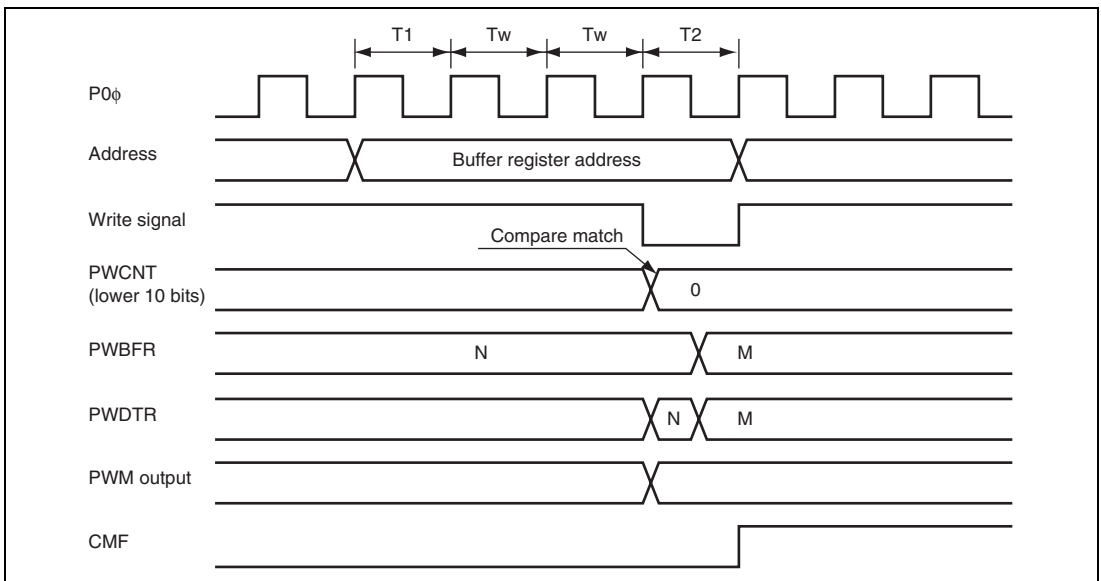 T1 Tw Tw T2
P0ϕ
Address Buffer register address
Write signal
Compare match
PWCNT
(lower 10 bits) 0
PWBFR N M
PWDTR N M
PWM output
CMF